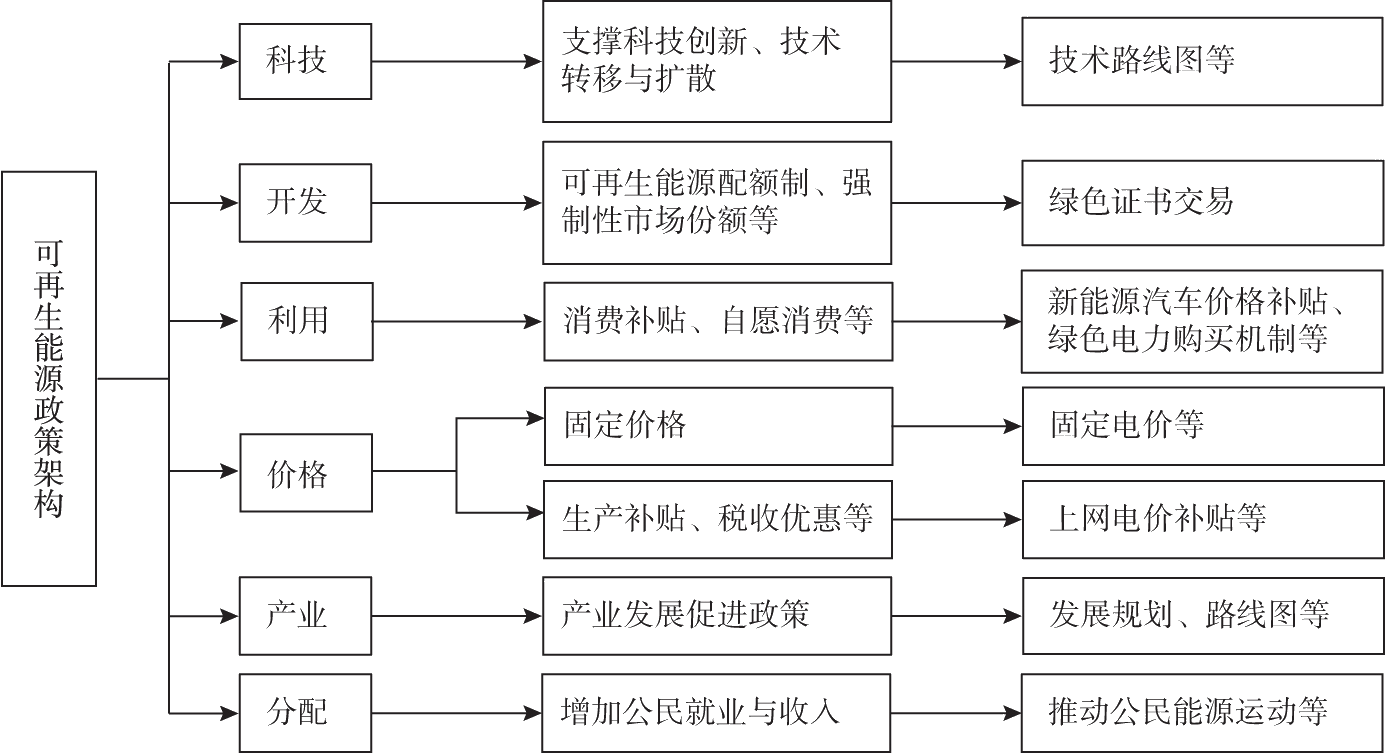 可再生能源政策架构
科技
支撑科技创新、技术
转移与扩散
技术路线图等
开发
可再生能源配额制、强
制性市场份额等
绿色证书交易
利用
消费补贴、自愿消费等
新能源汽车价格补贴、
绿色电力购买机制等
价格
固定价格
固定电价等
生产补贴、税收优惠等
上网电价补贴等
产业
产业发展促进政策
发展规划、路线图等
分配
增加公民就业与收入
推动公民能源运动等